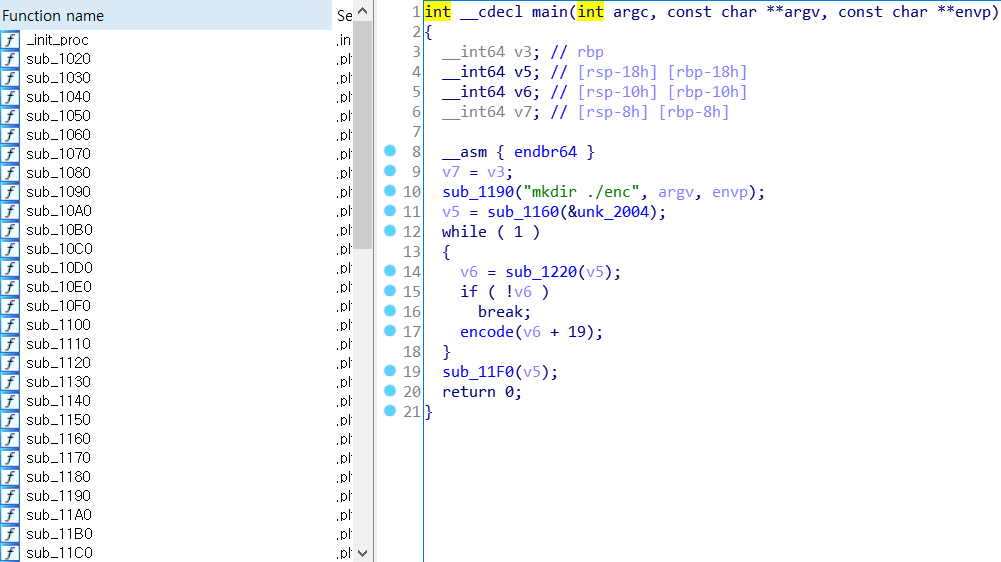 Function name Se
_init_proc .in
sub_1020 .pl
sub_1030 .pl
sub_1040 .pl
sub_1050 .pl
sub_1060 .pl
sub_1070 .pl
sub_1080 .pl
sub_1090 .pl
sub_10A0 .pl
sub_10B0 .pl
sub_10C0 .pl
sub_10D0 .pl
sub_10E0 .pl
sub_10F0 .pl
sub_1100 .pl
sub_1110 .pl
sub_1120 .pl
sub_1130 .pl
sub_1140 .pl
sub_1150 .pl
sub_1160 .pl
sub_1170 .pl
sub_1180 .pl
sub_1190 .pl
sub_11A0 .pl
sub_11B0 .pl
sub_11C0 .pl
1 int __cdecl main(int argc, const char **argv, const char **envp)
2 {
3 __int64 v3; // rbp
4 __int64 v5; // [rsp-18h] [rbp-18h]
5 __int64 v6; // [rsp-10h] [rbp-10h]
6 __int64 v7; // [rsp-8h] [rbp-8h]
7
8 __asm { endbr64 }
9 v7 = v3;
10 sub_1190("mkdir ./enc", argv, envp);
11 v5 = sub_1160(&unk_2004);
12 while ( 1 )
13 {
14 v6 = sub_1220(v5);
15 if ( !v6 )
16 break;
17 encode(v6 + 19);
18 }
19 sub_11F0(v5);
20 return 0;
21 }